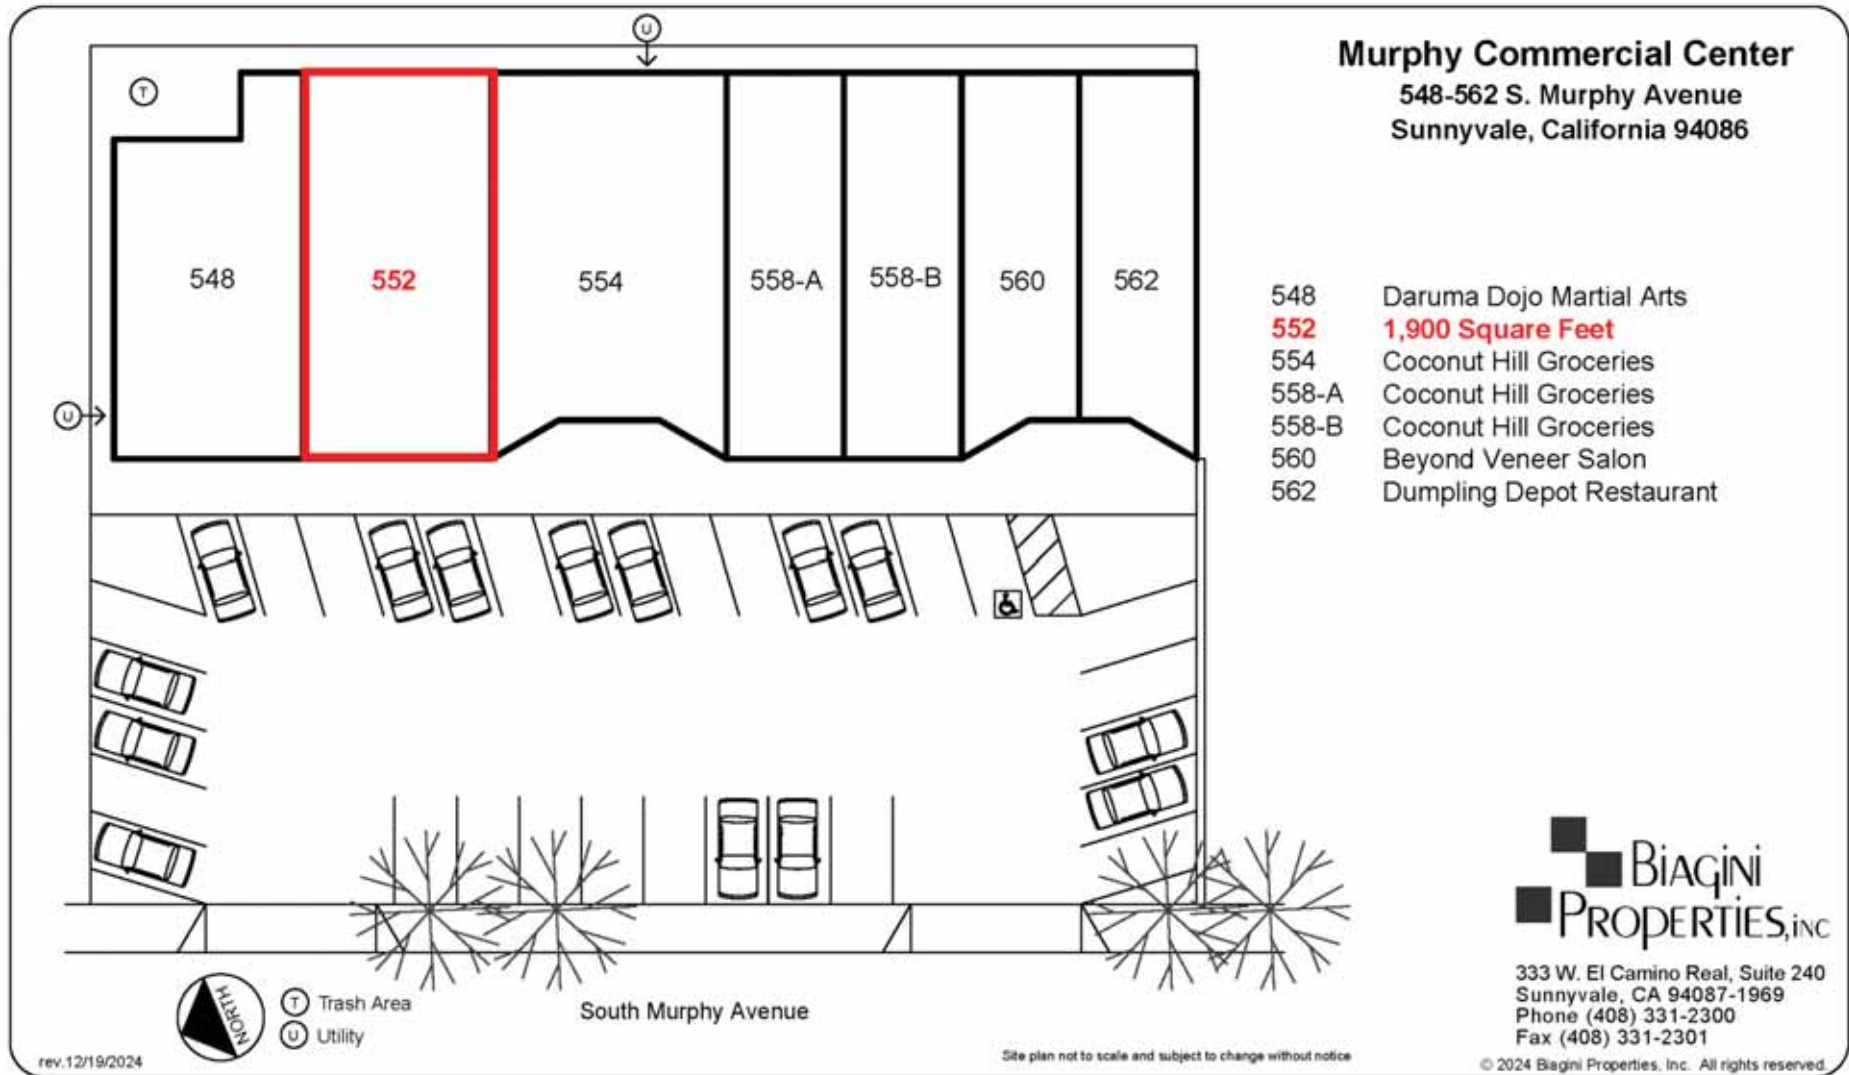 U
Murphy Commercial Center
548-562 S. Murphy Avenue
Sunnyvale, California 94086
T
548
552
554
558-A
558-B
560
562
548 Daruma Dojo Martial Arts
552 1,900 Square Feet
554 Coconut Hill Groceries
558-A Coconut Hill Groceries
558-B Coconut Hill Groceries
560 Beyond Veneer Salon
562 Dumpling Depot Restaurant
U
BIAGINI
PROPERTIES, INC
333 W. El Camino Real, Suite 240
Sunnyvale, CA 94087-1969
Phone (408) 331-2300
Fax (408) 331-2301
© 2024 Biagini Properties, Inc. All rights reserved.
NORTH
T Trash Area
U Utility
South Murphy Avenue
rev.12/19/2024
Site plan not to scale and subject to change without notice